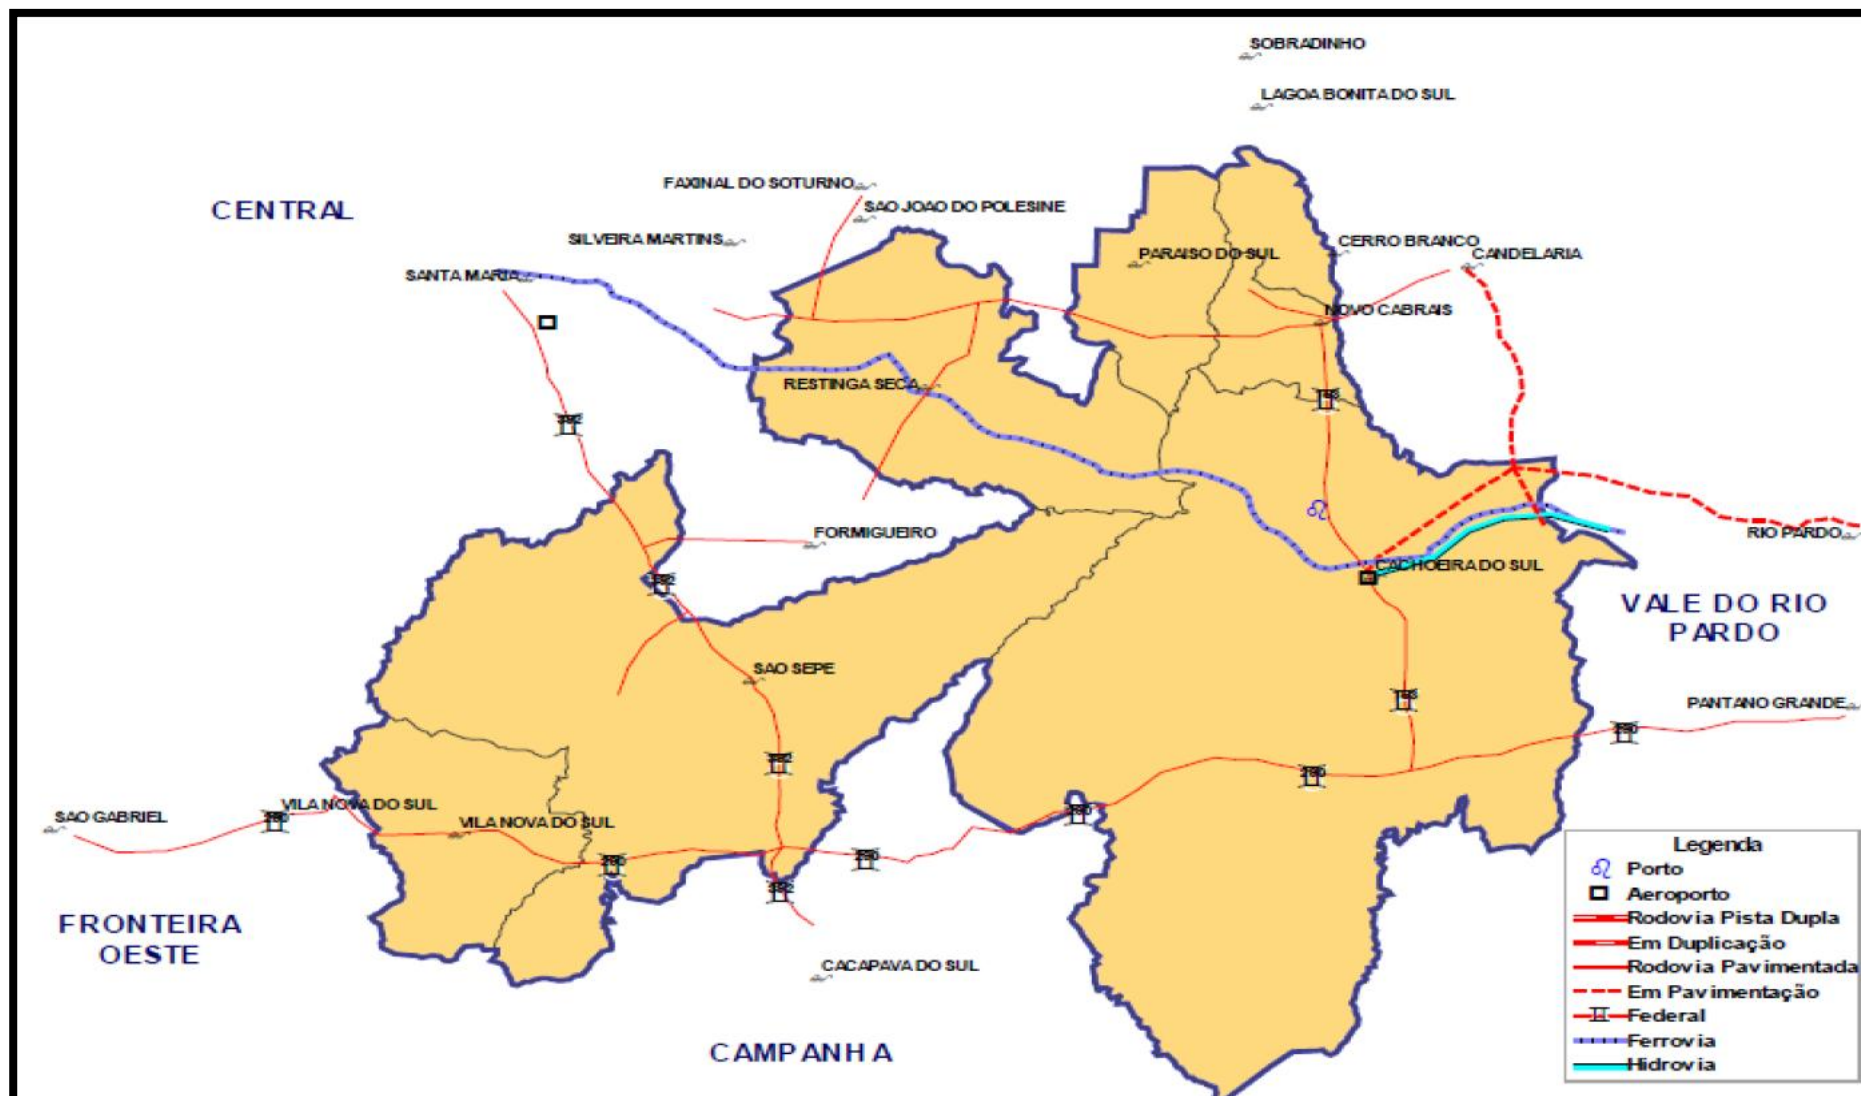 SOBRADINHO
LAGOA BONITA DO SUL
FAXINAL DO SOTURNO
CENTRAL
SAO JOAO DO POLESINE
SILVEIRA MARTINS
CERRO BRANCO
PARAISO DO SUL
CANDELARIA
SANTA MARIA
NOVO CABRAIS
RESTINGA SECA
FORMIGUEIRO
RIO PARDO
CACHOEIRA DO SUL
VALE DO RIO
PARDO
SAO SEPE
PANTANO GRANDE
VILA NOVA DO SUL
SAO GABRIEL
VILA NOVA DO SUL
FRONTEIRA
OESTE
CACAPAVA DO SUL
CAMPANHA
Legenda
Porto
Aeroporto
Rodovia Pista Dupla
Em Duplicação
Rodovia Pavimentada
Em Pavimentação
Federal
Ferrovia
Hidrovia